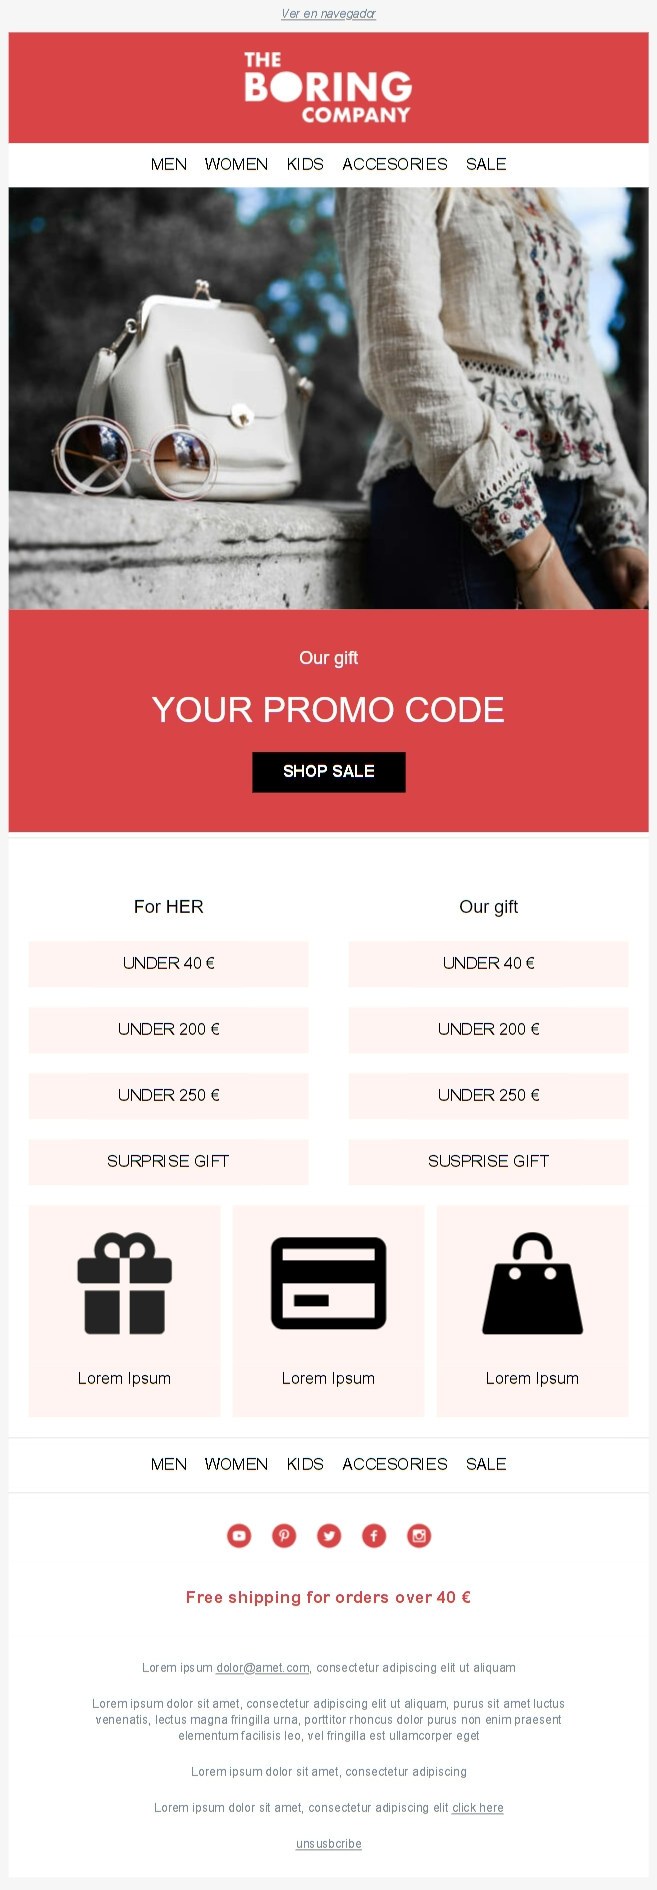 Ver en navegador
THE
BORING
COMPANY
MEN WOMEN KIDS ACCESORIES SALE
Our gift
YOUR PROMO CODE
SHOP SALE
For HER
UNDER 40 €
UNDER 200 €
UNDER 250 €
SURPRISE GIFT
Our gift
UNDER 40 €
UNDER 200 €
UNDER 250 €
SUSPRISE GIFT
Lorem Ipsum
Lorem Ipsum
Lorem Ipsum
MEN WOMEN KIDS ACCESORIES SALE
Free shipping for orders over 40 €
Lorem ipsum dolor@amet.com, consectetur adipiscing elit ut aliquam
Lorem ipsum dolor sit amet, consectetur adipiscing elit ut aliquam, purus sit amet luctus
venenatis, lectus magna fringilla urna, porttitor rhoncus dolor purus non enim praesent
elementum facilisis leo, vel fringilla est ullamcorper eget
Lorem ipsum dolor sit amet, consectetur adipiscing
Lorem ipsum dolor sit amet, consectetur adipiscing elit click here
unsusbcribe